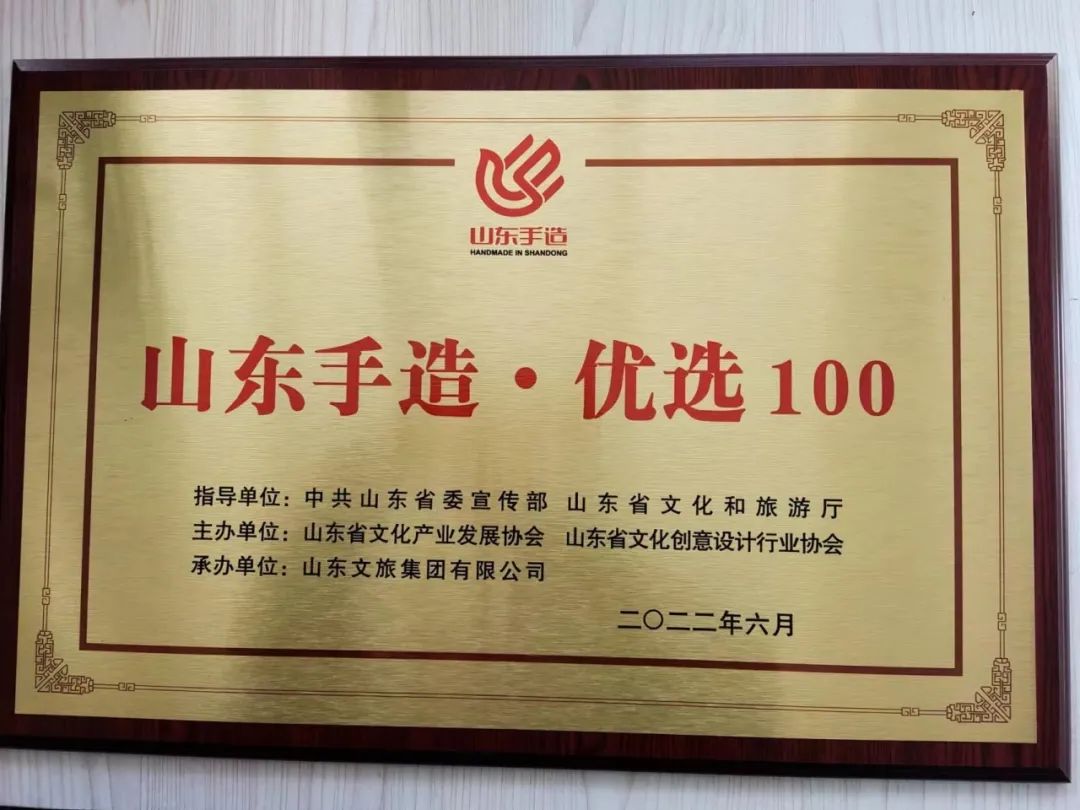 山东手造
HANDMADE IN SHANDONG
山东手造·优选100
指导单位：中共山东省委宣传部 山东省文化和旅游厅
主办单位：山东省文化产业发展协会 山东省文化创意设计行业协会
承办单位：山东文旅集团有限公司
二〇二二年六月